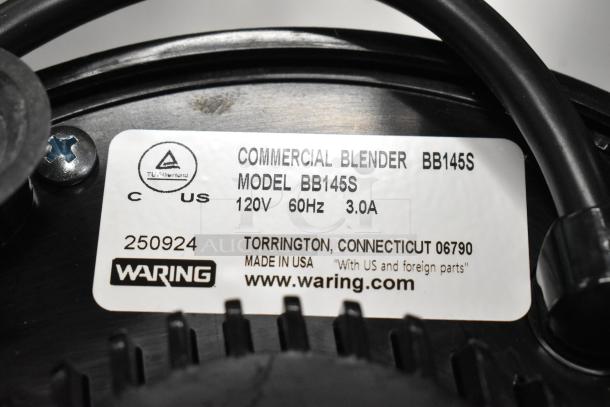 COMMERCIAL BLENDER BB145S
MODEL BB145S
C US
120V 60Hz 3.0A
250924 TORRINGTON, CONNECTICUT 06790
MADE IN USA "With US and foreign parts"
WARING www.waring.com